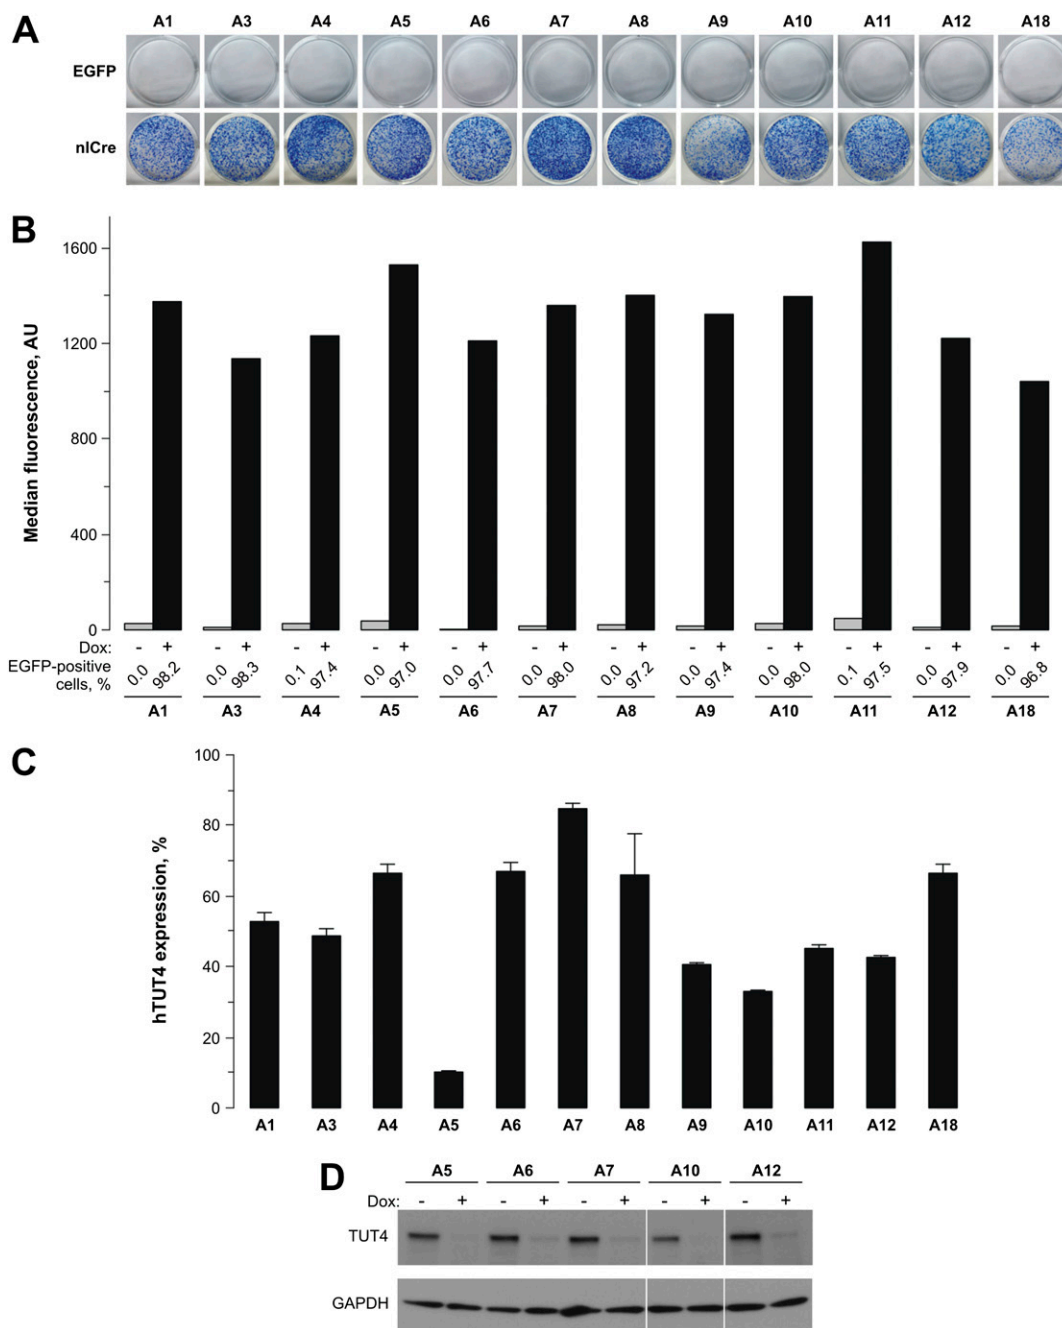 A
A1 A3 A4 A5 A6 A7 A8 A9 A10 A11 A12 A18
EGFP
nlCre
B
Median fluorescence, AU
1600
1200
800
400
0
Dox: - + - + - + - + - + - + - + - + - + - + - + - +
EGFP-positive cells, %
0.0 98.2 0.0 98.3 0.1 97.4 0.0 97.0 0.0 97.7 0.0 98.0 0.0 97.2 0.0 97.4 0.0 98.0 0.1 97.5 0.0 97.9 0.0 96.8
A1 A3 A4 A5 A6 A7 A8 A9 A10 A11 A12 A18
C
hTUT4 expression, %
100
80
60
40
20
0
A1 A3 A4 A5 A6 A7 A8 A9 A10 A11 A12 A18
D
A5 A6 A7 A10 A12
Dox: - + - + - + - + - +
TUT4
GAPDH